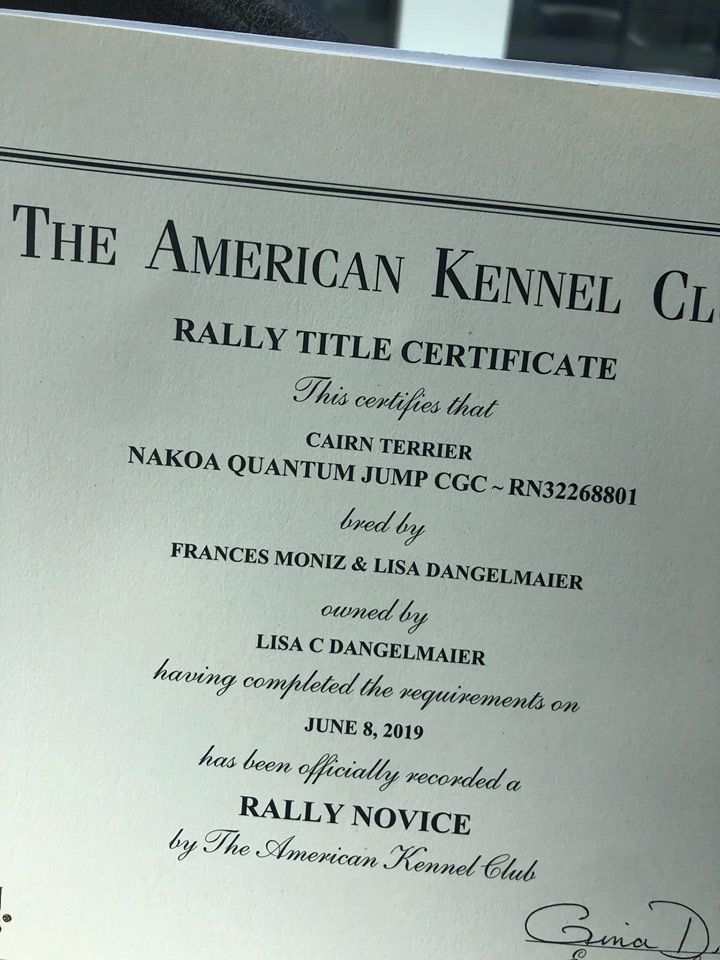 THE AMERICAN KENNEL CL
RALLY TITLE CERTIFICATE
This certifies that
CAIRN TERRIER
NAKOA QUANTUM JUMP CGC ~ RN32268801
bred by
FRANCES MONIZ & LISA DANGELMAIER
owned by
LISA C DANGELMAIER
having completed the requirements on
JUNE 8, 2019
has been officially recorded a
RALLY NOVICE
by The American Kennel Club
Gina D